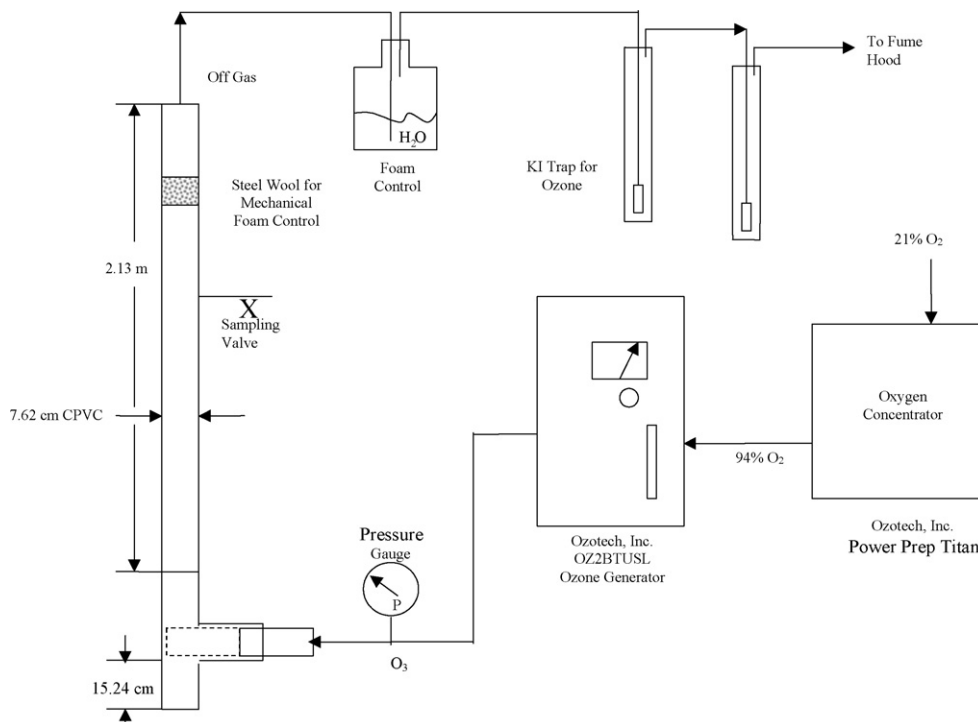 Off Gas
H₂O
Foam
Control
To Fume
Hood
KI Trap for
Ozone
Steel Wool for
Mechanical
Foam Control
21% O₂
2.13 m
X
Sampling
Valve
7.62 cm CPVC
Oxygen
Concentrator
94% O₂
Ozotech, Inc.
Power Prep Titan
Ozotech, Inc.
OZ2BTUSL
Ozone Generator
Pressure
Gauge
P
O₃
15.24 cm